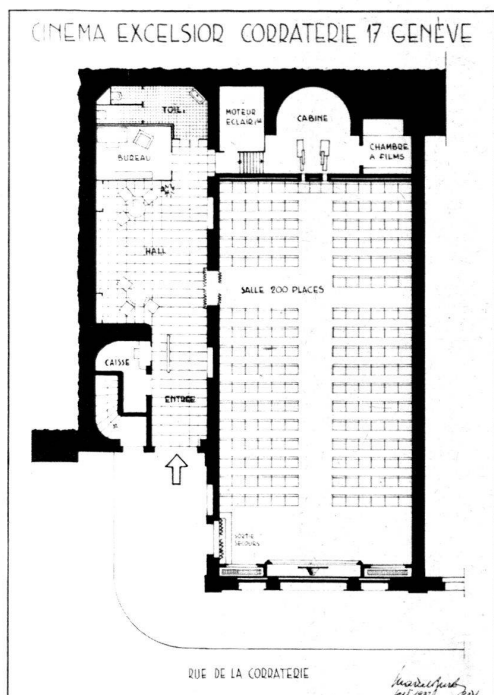 CINEMA EXCELSIOR CORRATERIE 17 GENÈVE
TOIL.
MOTEUR
ECLAIR/GE
CABINE
BUREAU
CHAMBRE
A FILMS
HALL
SALLE 200 PLACES
CAISSE
ENTRÉE
SORTIE
SECOURS
RUE DE LA CORRATERIE